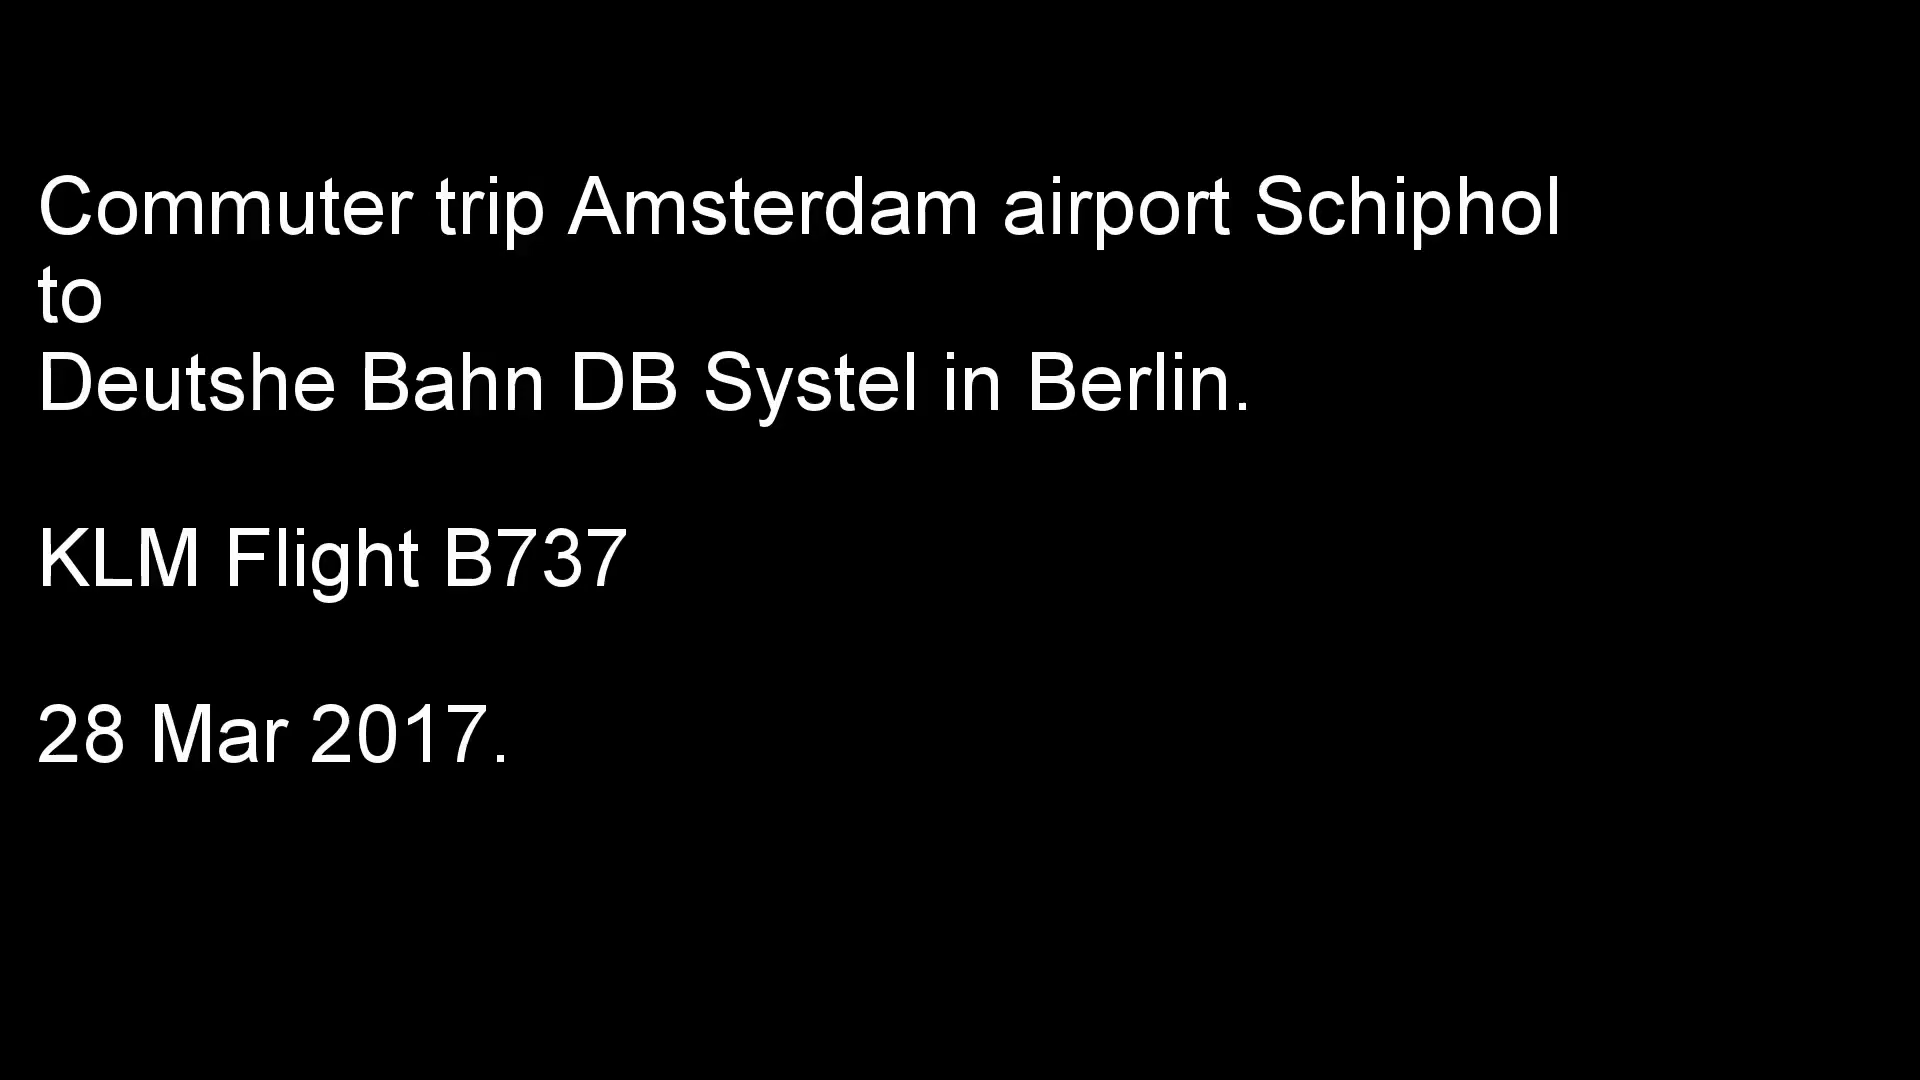 Commuter trip Amsterdam airport Schiphol
to
Deutshe Bahn DB Systel in Berlin.
KLM Flight B737
28 Mar 2017.